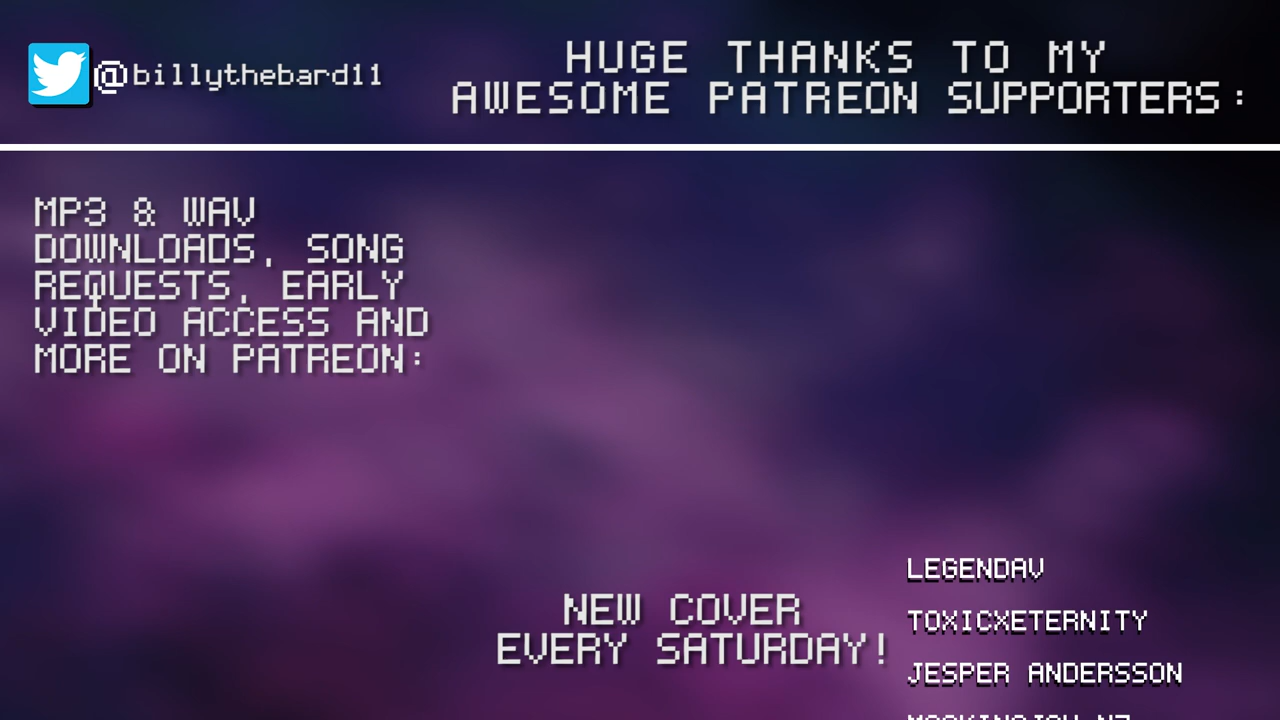 @billythebard11
HUGE THANKS TO MY
AWESOME PATREON SUPPORTERS:
MP3 & WAV
DOWNLOADS, SONG
REQUESTS, EARLY
VIDEO ACCESS AND
MORE ON PATREON:
NEW COVER
EVERY SATURDAY!
LEGENDAV
TOXICXETERNITY
JESPER ANDERSSON